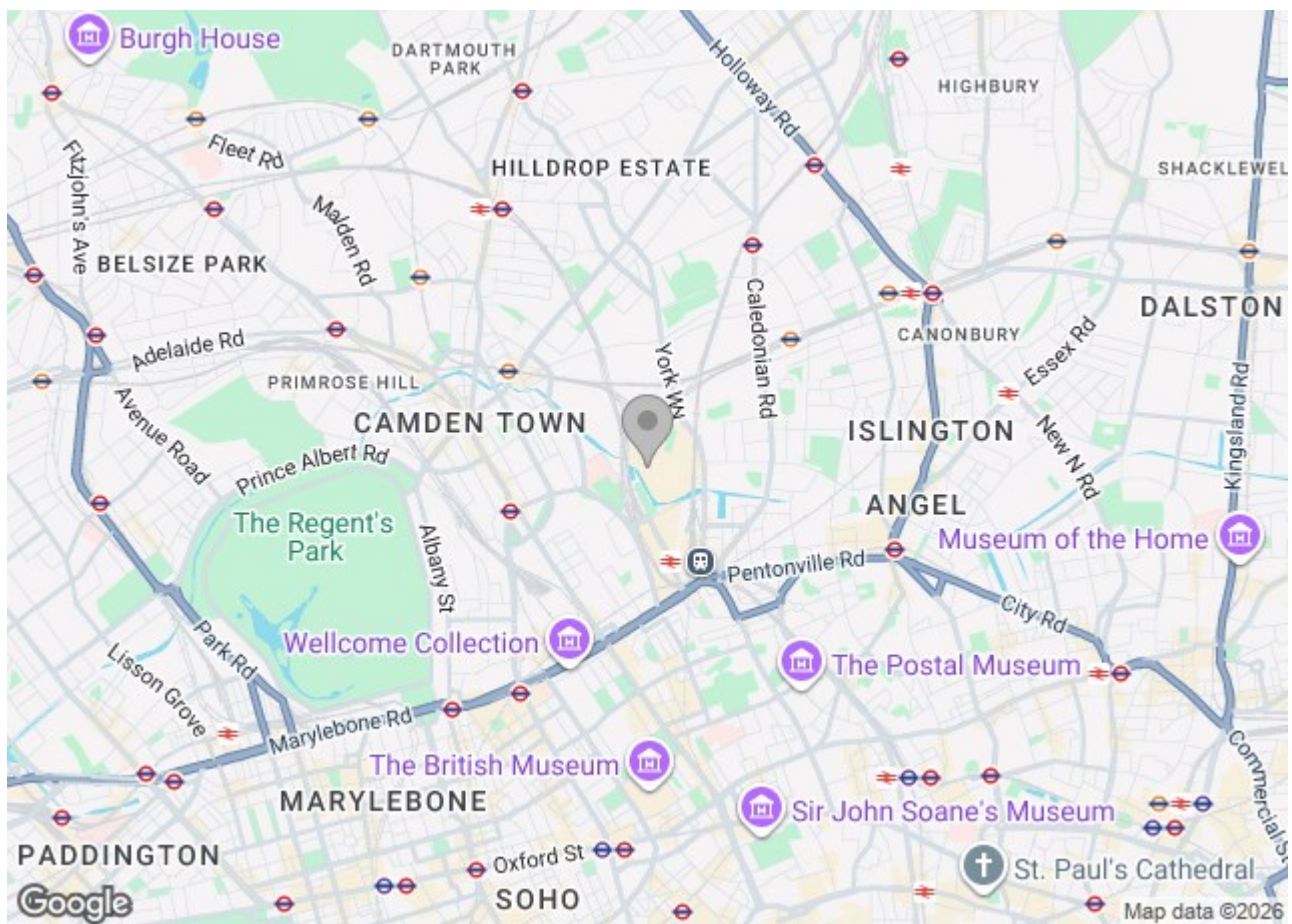 Burgh House
DARTMOUTH
PARK
Holloway Rd
HIGHBURY
Fitzjohn's Ave
Fleet Rd
HILLDROP ESTATE
SHACKLEWEL
Malden Rd
BELSIZE PARK
Caledonian Rd
DALSTON
Adelaide Rd
CANONBURY
Essex Rd
York W
PRIMROSE HILL
Avenue Road
CAMDEN TOWN
ISLINGTON
Kingsland Rd
New N Rd
Prince Albert Rd
ANGEL
The Regent's
Park
Albany St
Museum of the Home
Pentonville Rd
City Rd
Park Rd
Wellcome Collection
The Postal Museum
Lisson Grove
Marylebone Rd
Commercial St
The British Museum
MARYLEBONE
Sir John Soane's Museum
PADDINGTON
Oxford St
St. Paul's Cathedral
SOHO
Google
Map data ©2026